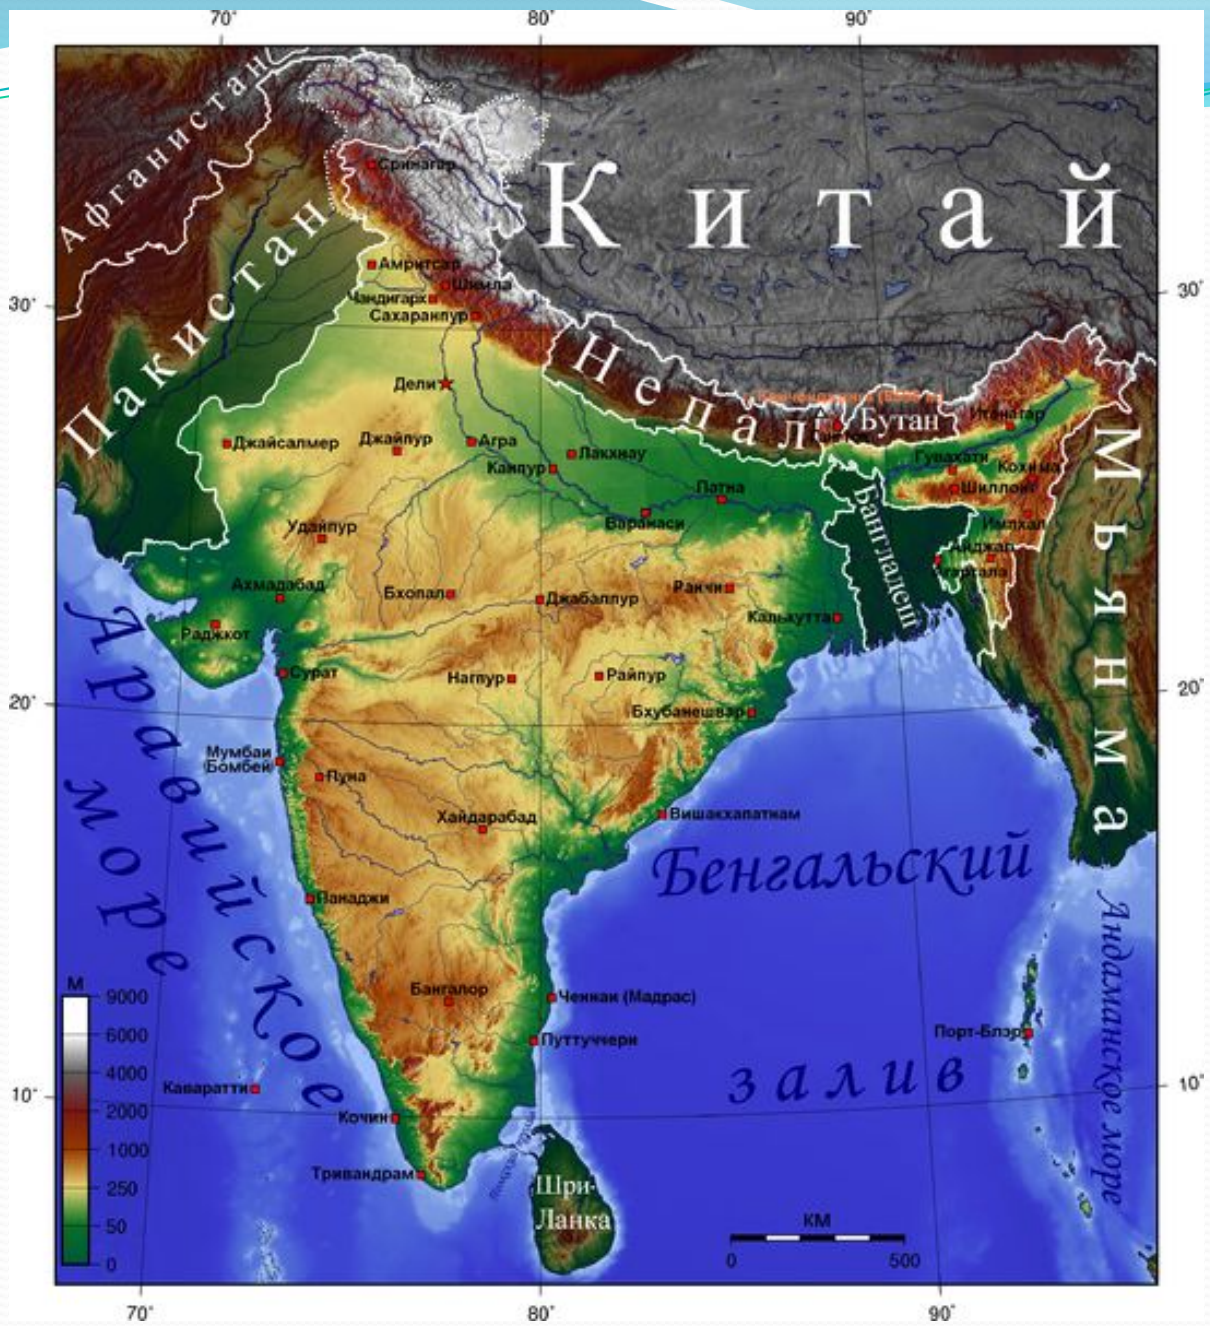 70°
80°
90°
Афганистан
Сринагар
Китай
Пакистан
Амритсар
Шимла
Чандигарх
Сахаранпур
30°
30°
Непал
Дели
Бутан
Итанагар
Джайсалмер
Джайпур
Агра
Лакхнау
Канпур
Гувахати
Кохима
Шиллонг
Патна
Варанаси
Бангладеш
Импхал
Мьянма
Удайпур
Айджал
Агартала
Ахмадабад
Бхопал
Джабалпур
Ранчи
Калькутта
Раджкот
Сурат
Нагпур
Райпур
Бхубанешвар
20°
20°
Аравийское
море
Мумбаи
(Бомбей)
Пуна
Хайдарабад
Вишакхапатнам
Бенгальский
залив
Панаджи
Андаманское море
Бангалор
Ченнаи (Мадрас)
Путтуччери
Порт-Блэр
М
9000
6000
4000
2000
1000
250
50
0
Каваратти
10°
10°
Кочин
Тривандрам
Шри-
Ланка
КМ
0
500
70°
80°
90°